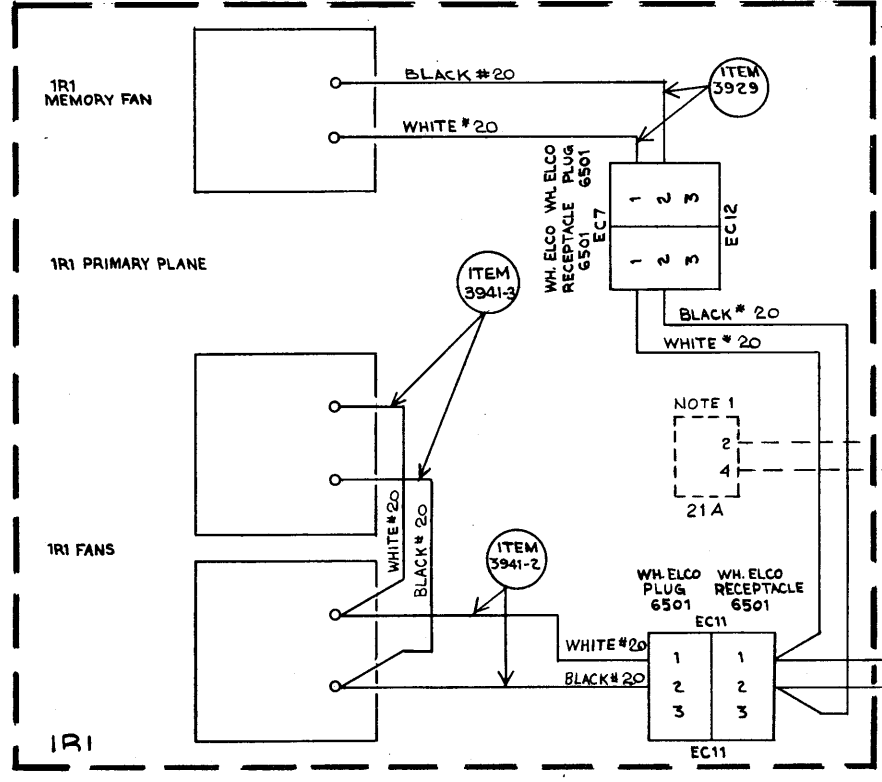 BLACK #20
ITEM
3929
1R1
MEMORY FAN
WHITE #20
WH. ELCO
PLUG
6501
WH. ELCO
RECEPTACLE
6501
EC7
1 2 3
1 2 3
EC12
1R1 PRIMARY PLANE
ITEM
3941-3
BLACK # 20
WHITE # 20
NOTE 1
2
4
21A
WHITE #20
BLACK # 20
1R1 FANS
ITEM
3941-2
WH. ELCO
PLUG
6501
WH. ELCO
RECEPTACLE
6501
EC11
WHITE #20
BLACK #20
1 1
2 2
3 3
EC11
1R1